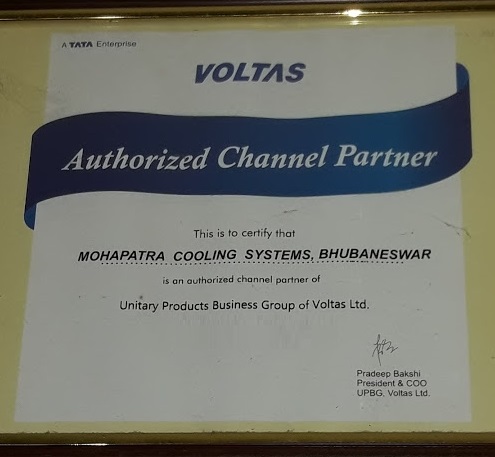 A TATA Enterprise
VOLTAS
Authorized Channel Partner
This is to certify that
MOHAPATRA COOLING SYSTEMS, BHUBANESWAR
is an authorized channel partner of
Unitary Products Business Group of Voltas Ltd.
Pradeep Bakshi
President & COO
UPBG, Voltas Ltd.